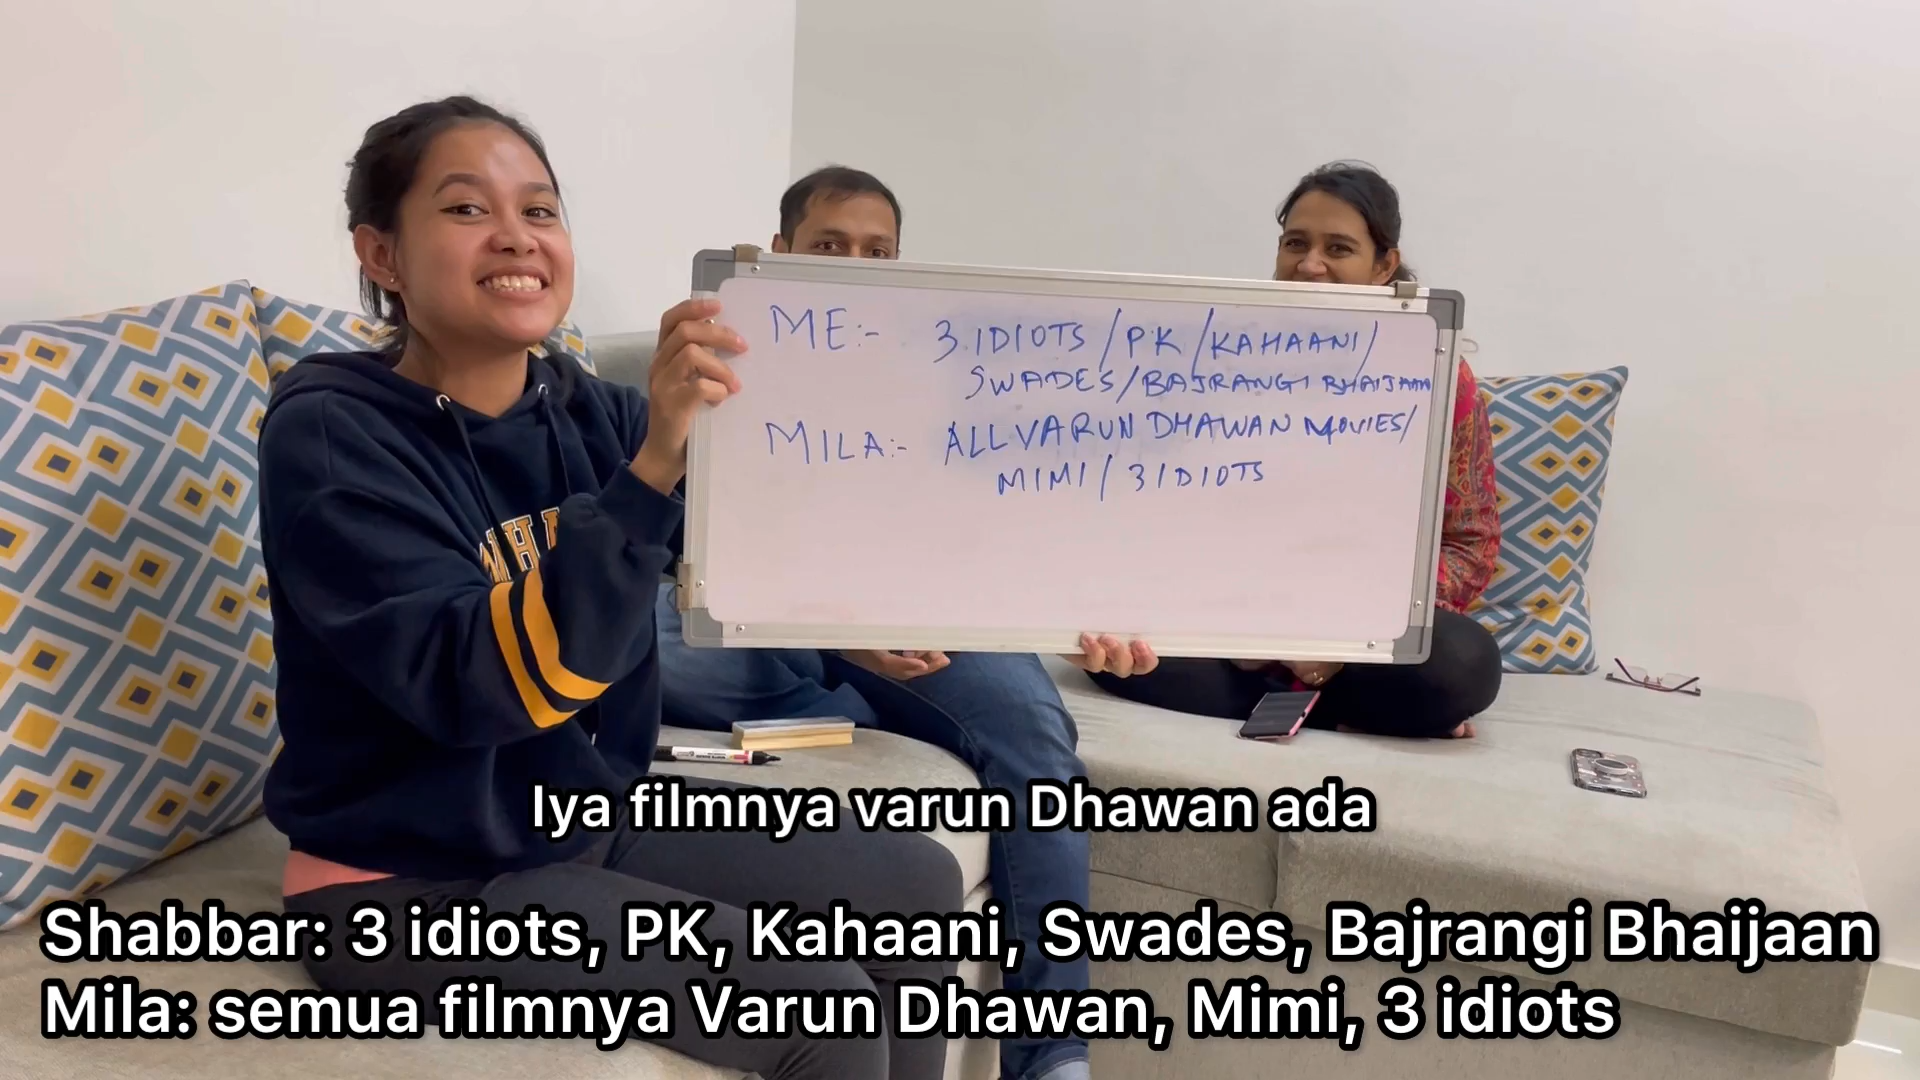 ME:- 3 IDIOTS / PK / KAHAANI /
SWADES / BAJRANGI BHAIJAAN
MILA:- ALL VARUN DHAWAN MOVIES /
MIMI / 3 IDIOTS
Iya filmnya varun Dhawan ada
Shabbar: 3 idiots, PK, Kahaani, Swades, Bajrangi Bhaijaan
Mila: semua filmnya Varun Dhawan, Mimi, 3 idiots